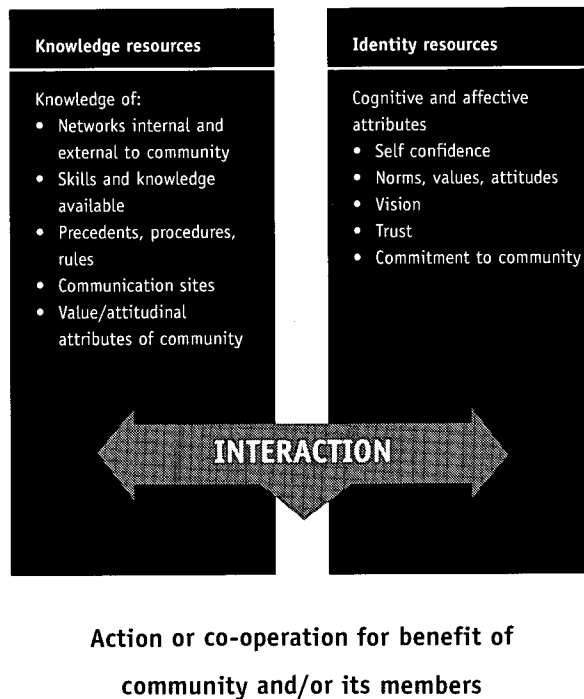 Knowledge resources
Knowledge of:
• Networks internal and
external to community
• Skills and knowledge
available
• Precedents, procedures,
rules
• Communication sites
• Value/attitudinal
attributes of community
Identity resources
Cognitive and affective
attributes
• Self confidence
• Norms, values, attitudes
• Vision
• Trust
• Commitment to community
INTERACTION
Action or co-operation for benefit of
community and/or its members